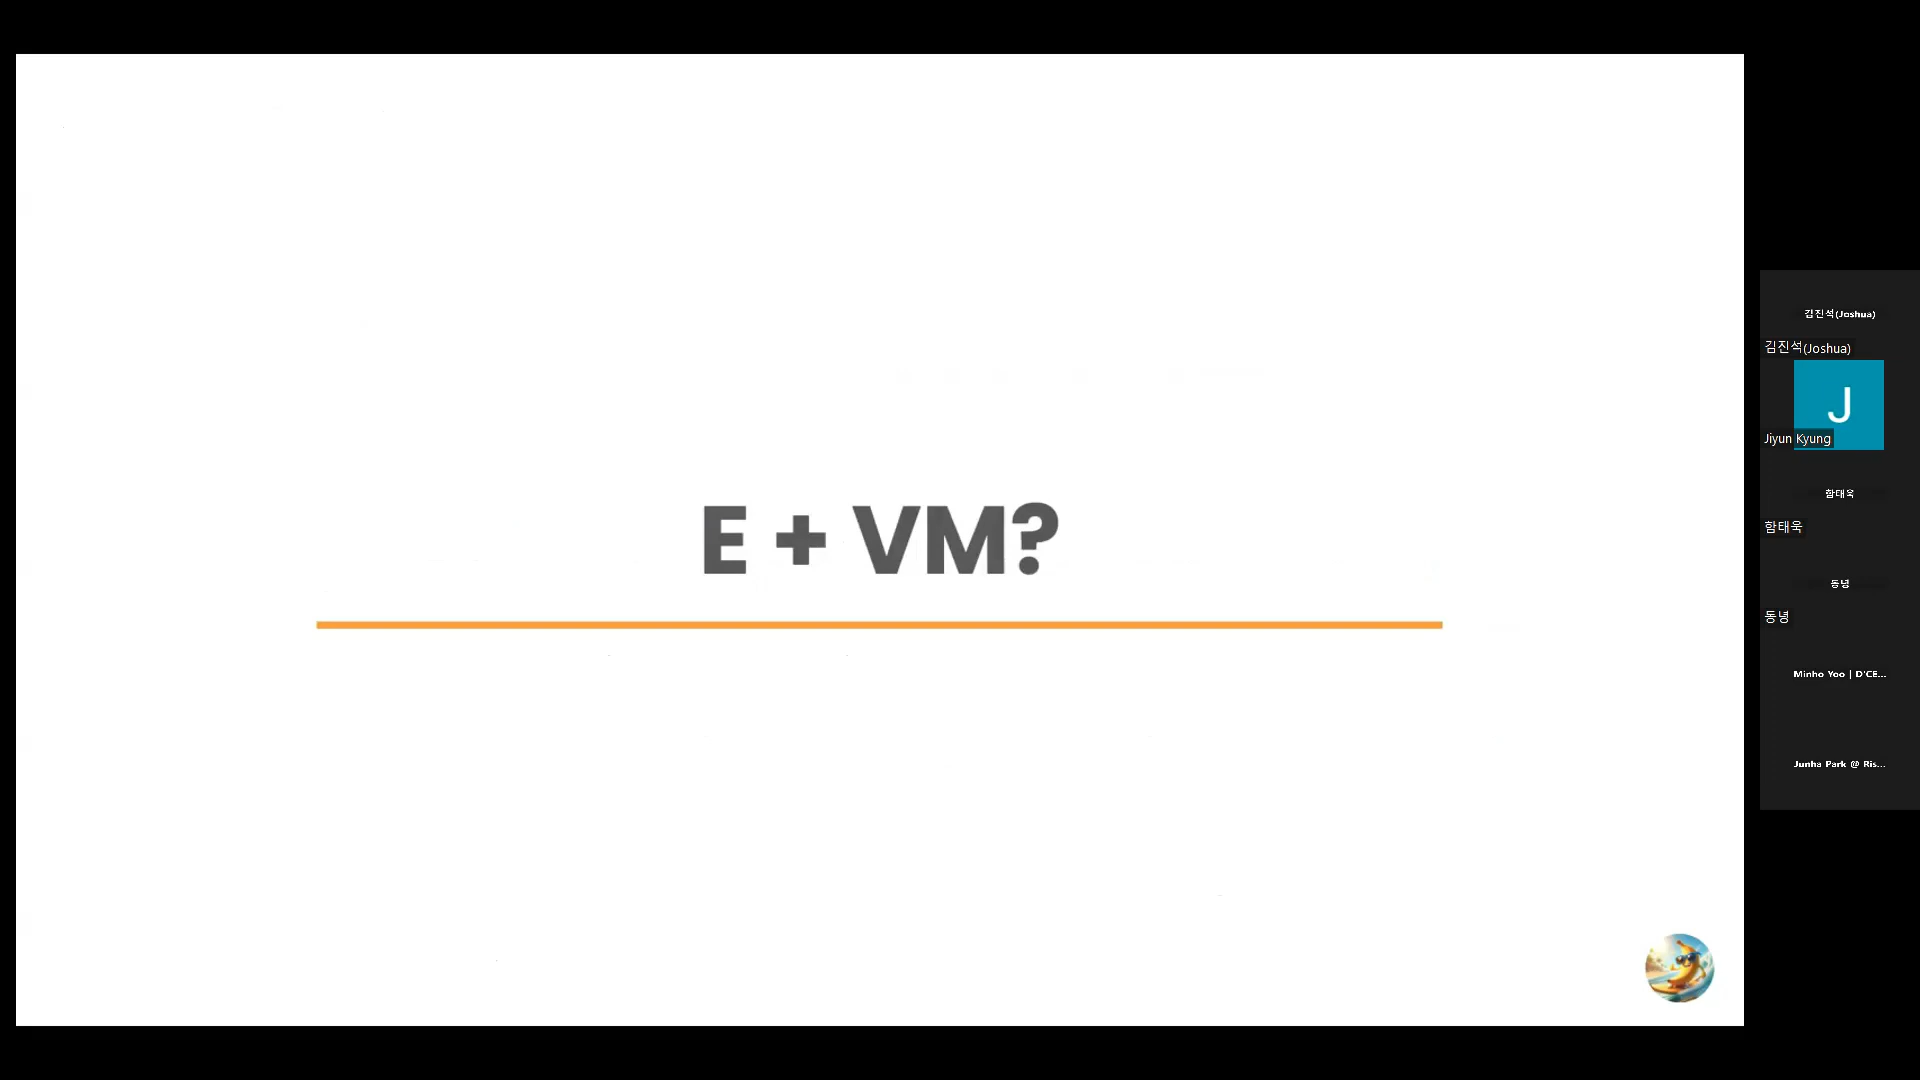 E + VM?
김진석(Joshua)
김진석(Joshua)
J
Jiyun Kyung
함태욱
함태욱
동녕
동녕
Minho Yoo | D'CE...
Junha Park @ Ris...